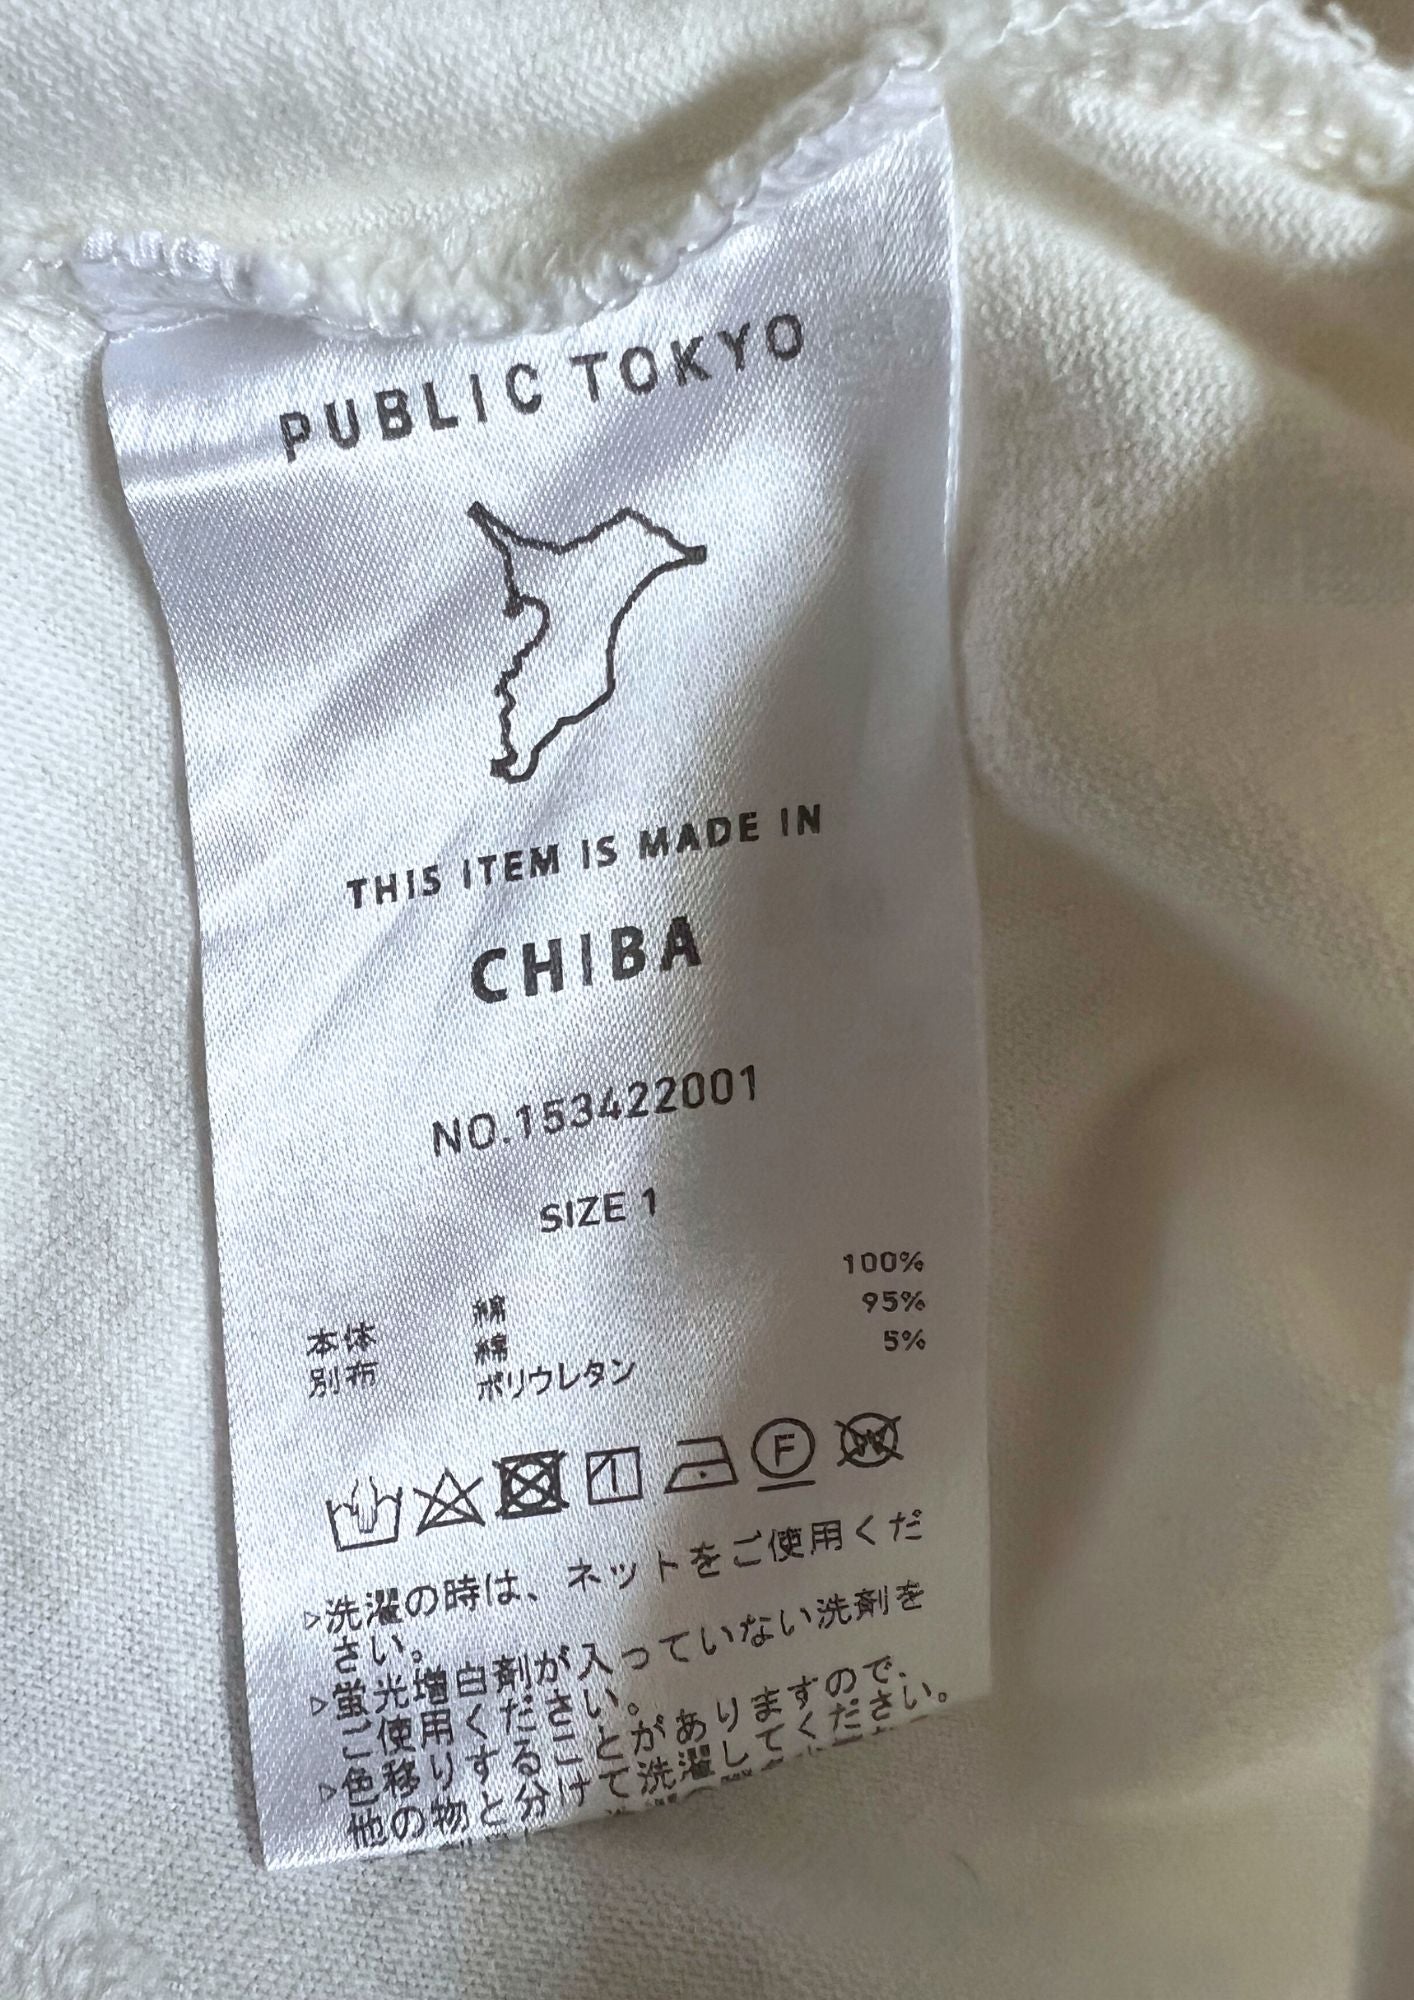 PUBLIC TOKYO
THIS ITEM IS MADE IN
CHIBA
NO.153422001
SIZE 1
本体 綿 100%
別布 綿 95%
ポリウレタン 5%
1 F W
▷洗濯の時は、ネットをご使用くだ
さい。
▷蛍光増白剤が入っていない洗剤を
ご使用ください。
▷色移りすることがありますので、
他の物と分けて洗濯してください。